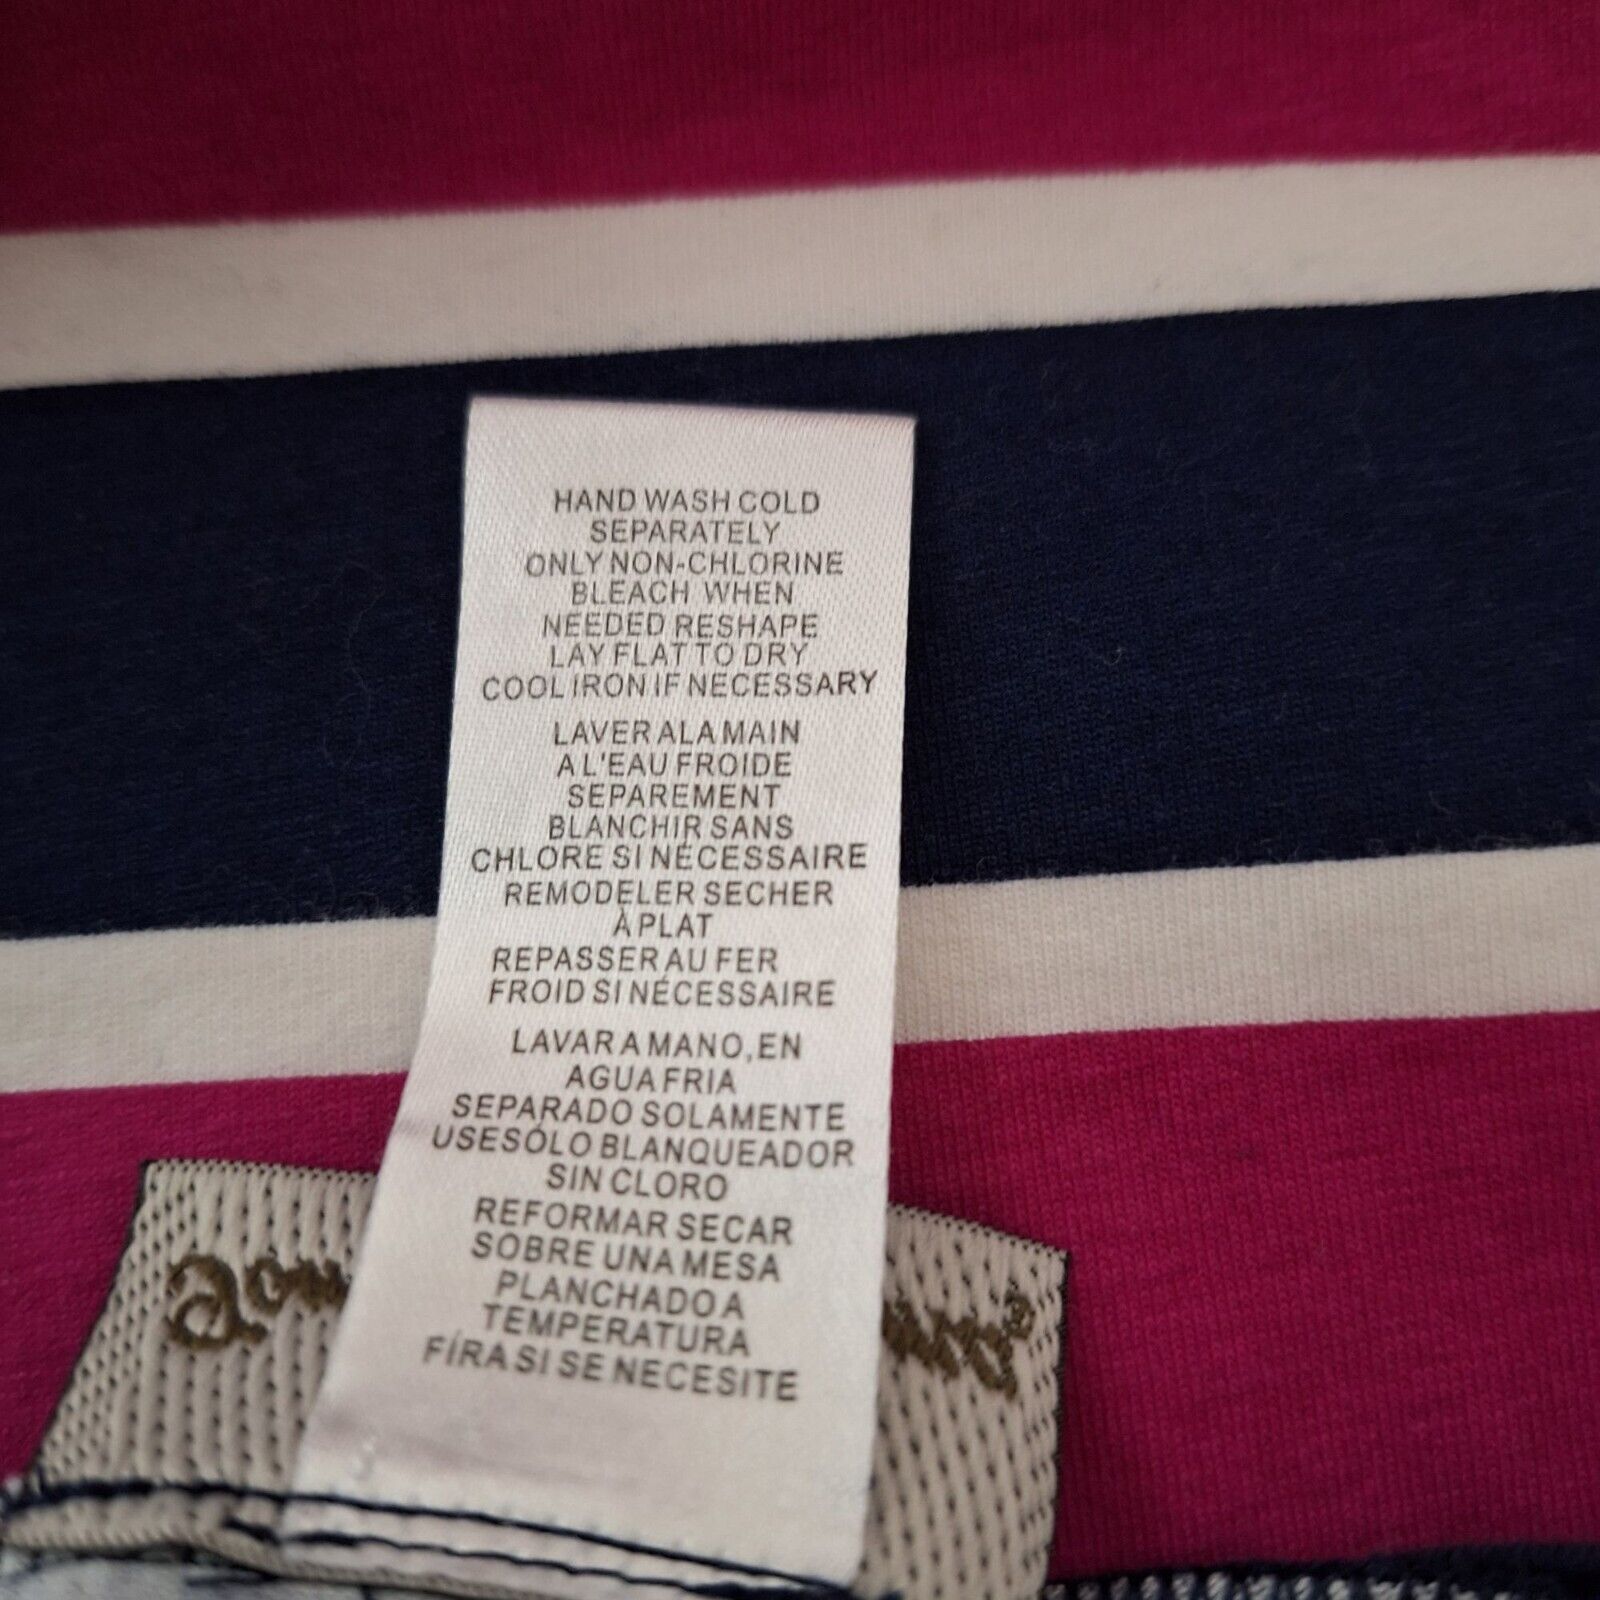 HAND WASH COLD
SEPARATELY
ONLY NON-CHLORINE
BLEACH WHEN
NEEDED RESHAPE
LAY FLAT TO DRY
COOL IRON IF NECESSARY
LAVER A LA MAIN
A L'EAU FROIDE
SEPAREMENT
BLANCHIR SANS
CHLORE SI NÉCESSAIRE
REMODELER SECHER
À PLAT
REPASSER AU FER
FROID SI NÉCESSAIRE
LAVAR A MANO, EN
AGUA FRIA
SEPARADO SOLAMENTE
USE SÓLO BLANQUEADOR
SIN CLORO
REFORMAR SECAR
SOBRE UNA MESA
PLANCHADO A
TEMPERATURA
FÍRA SI SE NECESITE